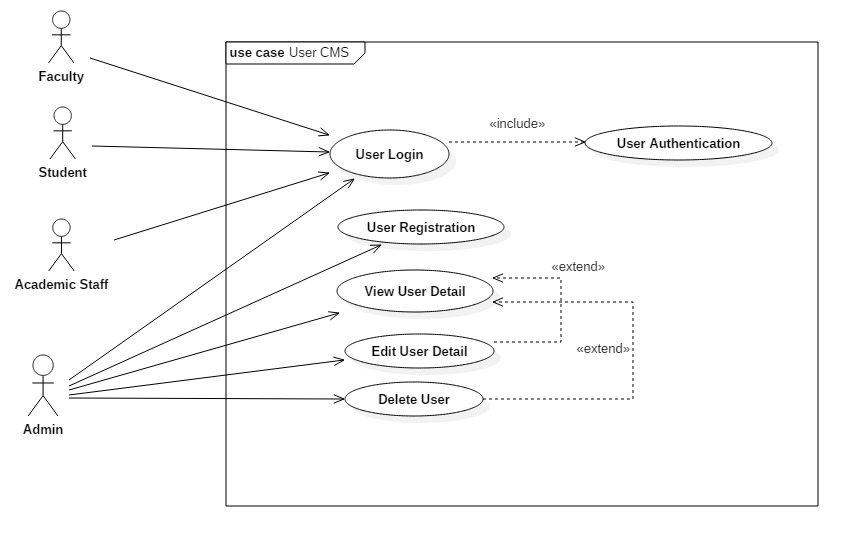 Faculty
use case User CMS
Student
«include»
User Login
User Authentication
Academic Staff
User Registration
«extend»
View User Detail
Edit User Detail
«extend»
Delete User
Admin